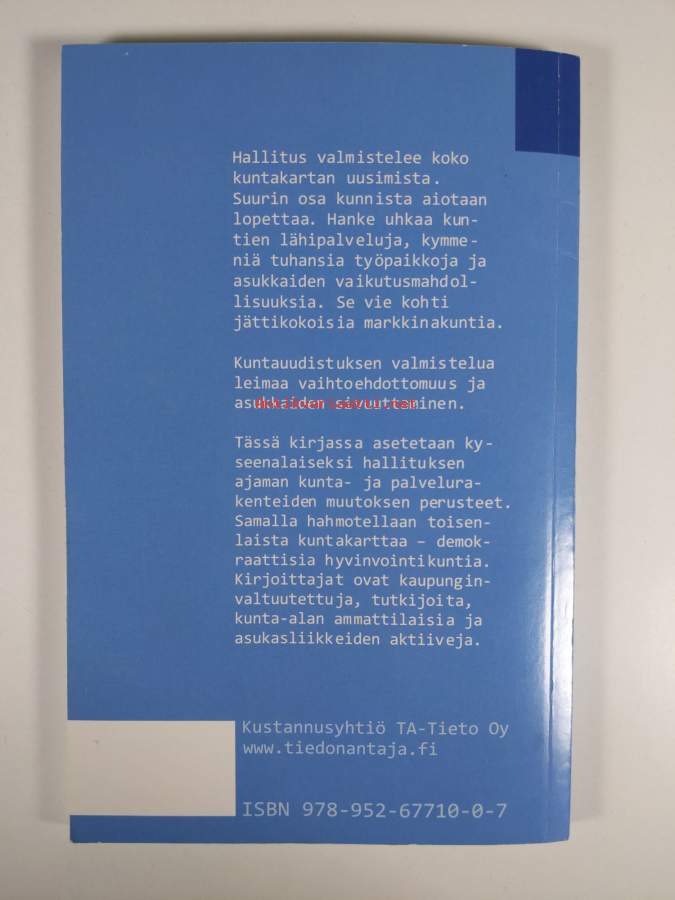 Hallitus valmistelee koko
kuntakartan uusimista.
Suurin osa kunnista aiotaan
lopettaa. Hanke uhkaa kun-
tien lähipalveluja, kymme-
niä tuhansia työpaikkoja ja
asukkaiden vaikutusmahdol-
lisuuksia. Se vie kohti
jättikokoisia markkinakuntia.
Kuntauudistuksen valmistelua
leimaa vaihtoehdottomuus ja
asukkaiden sivuuttaminen.
Tässä kirjassa asetetaan ky-
seenalaiseksi hallituksen
ajaman kunta- ja palvelura-
kenteiden muutoksen perusteet.
Samalla hahmotellaan toisen-
laista kuntakarttaa – demok-
raattisia hyvinvointikuntia.
Kirjoittajat ovat kaupungin-
valtuutettuja, tutkijoita,
kunta-alan ammattilaisia ja
asukasliikkeiden aktiiveja.
Kustannusyhtiö TA-Tieto Oy
www.tiedonantaja.fi
ISBN 978-952-67710-0-7